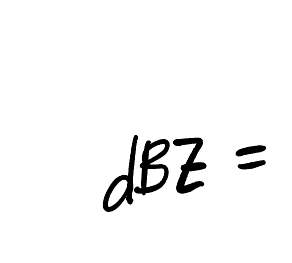 dBZ =